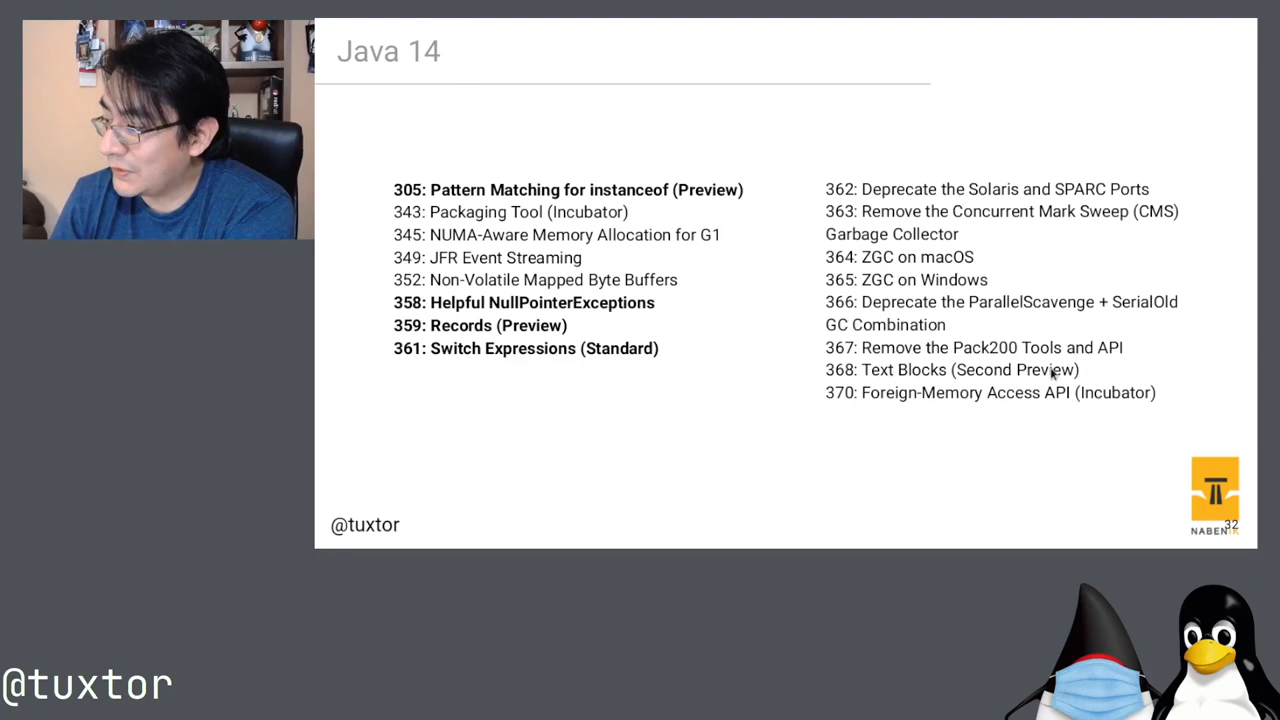 Java 14
305: Pattern Matching for instanceof (Preview)
343: Packaging Tool (Incubator)
345: NUMA-Aware Memory Allocation for G1
349: JFR Event Streaming
352: Non-Volatile Mapped Byte Buffers
358: Helpful NullPointerExceptions
359: Records (Preview)
361: Switch Expressions (Standard)
362: Deprecate the Solaris and SPARC Ports
363: Remove the Concurrent Mark Sweep (CMS)
Garbage Collector
364: ZGC on macOS
365: ZGC on Windows
366: Deprecate the ParallelScavenge + SerialOld
GC Combination
367: Remove the Pack200 Tools and API
368: Text Blocks (Second Preview)
370: Foreign-Memory Access API (Incubator)
@tuxtor
32
NABENIK
@tuxtor